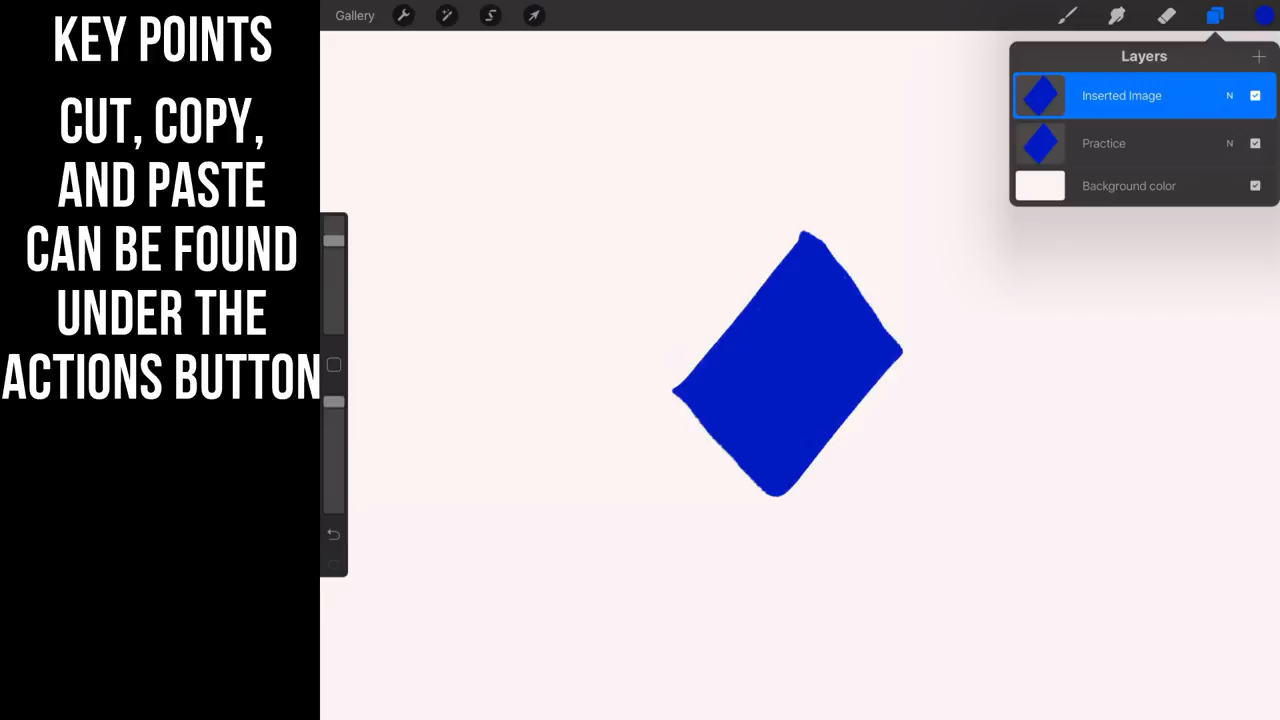 KEY POINTS
CUT, COPY,
AND PASTE
CAN BE FOUND
UNDER THE
ACTIONS BUTTON
Gallery
Layers
Inserted Image N
Practice N
Background color